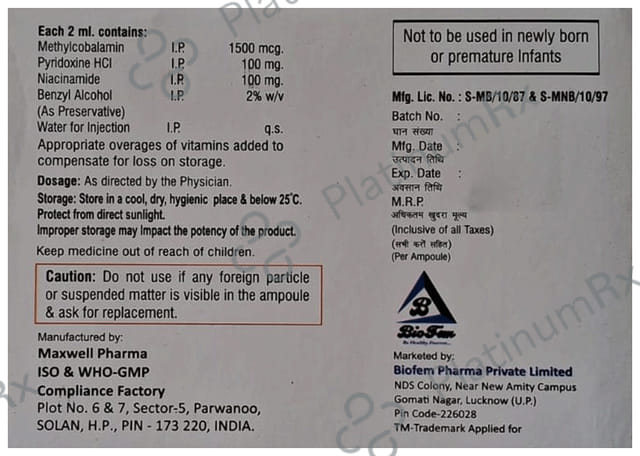 Each 2 ml. contains:
Methylcobalamin I.P. 1500 mcg.
Pyridoxine HCl I.P. 100 mg.
Niacinamide I.P. 100 mg.
Benzyl Alcohol I.P. 2% w/v
(As Preservative)
Water for Injection I.P. q.s.
Appropriate overages of vitamins added to
compensate for loss on storage.
Dosage: As directed by the Physician.
Storage: Store in a cool, dry, hygienic place & below 25°C.
Protect from direct sunlight.
Improper storage may Impact the potency of the product.
Keep medicine out of reach of children.
Caution: Do not use if any foreign particle
or suspended matter is visible in the ampoule
& ask for replacement.
Manufactured by:
Maxwell Pharma
ISO & WHO-GMP
Compliance Factory
Plot No. 6 & 7, Sector-5, Parwanoo,
SOLAN, H.P., PIN - 173 220, INDIA.
Not to be used in newly born
or premature Infants
Mfg. Lic. No. : S-MB/10/87 & S-MNB/10/97
Batch No. :
घान संख्या
Mfg. Date :
उत्पादन तिथि
Exp. Date :
अवसान तिथि
M.R.P.
अधिकतम खुदरा मूल्य
(Inclusive of all Taxes)
(सभी करों सहित)
(Per Ampoule)
B
BioFem
Marketed by:
Biofem Pharma Private Limited
NDS Colony, Near New Amity Campus
Gomati Nagar, Lucknow (U.P.)
Pin Code-226028
TM-Trademark Applied for
PlatinumRx
PlatinumRx
PlatinumRx
Rx